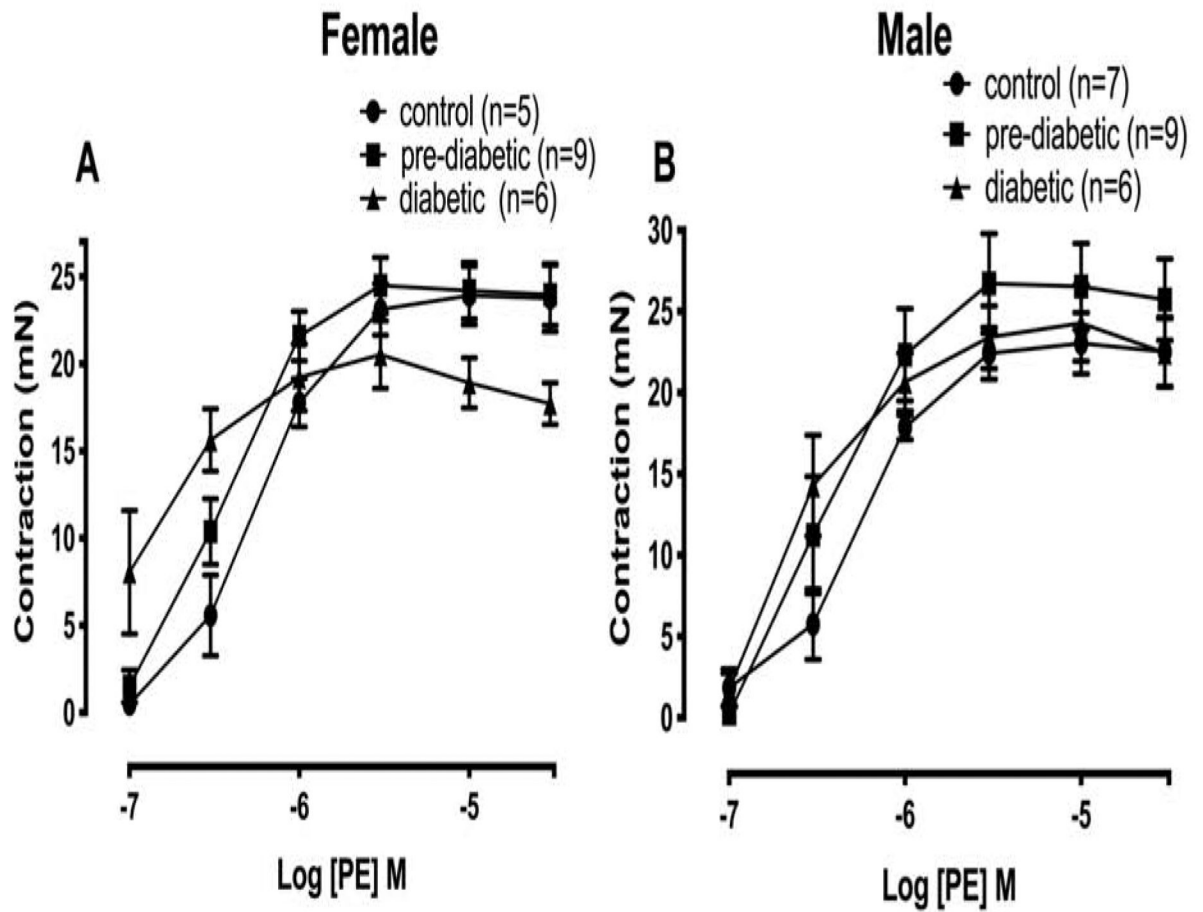 Female
control (n=5)
pre-diabetic (n=9)
diabetic (n=6)
A
25
20
15
10
5
0
Contraction (mN)
-7
-6
-5
Log [PE] M
Male
control (n=7)
pre-diabetic (n=9)
diabetic (n=6)
B
30
25
20
15
10
5
0
Contraction (mN)
-7
-6
-5
Log [PE] M